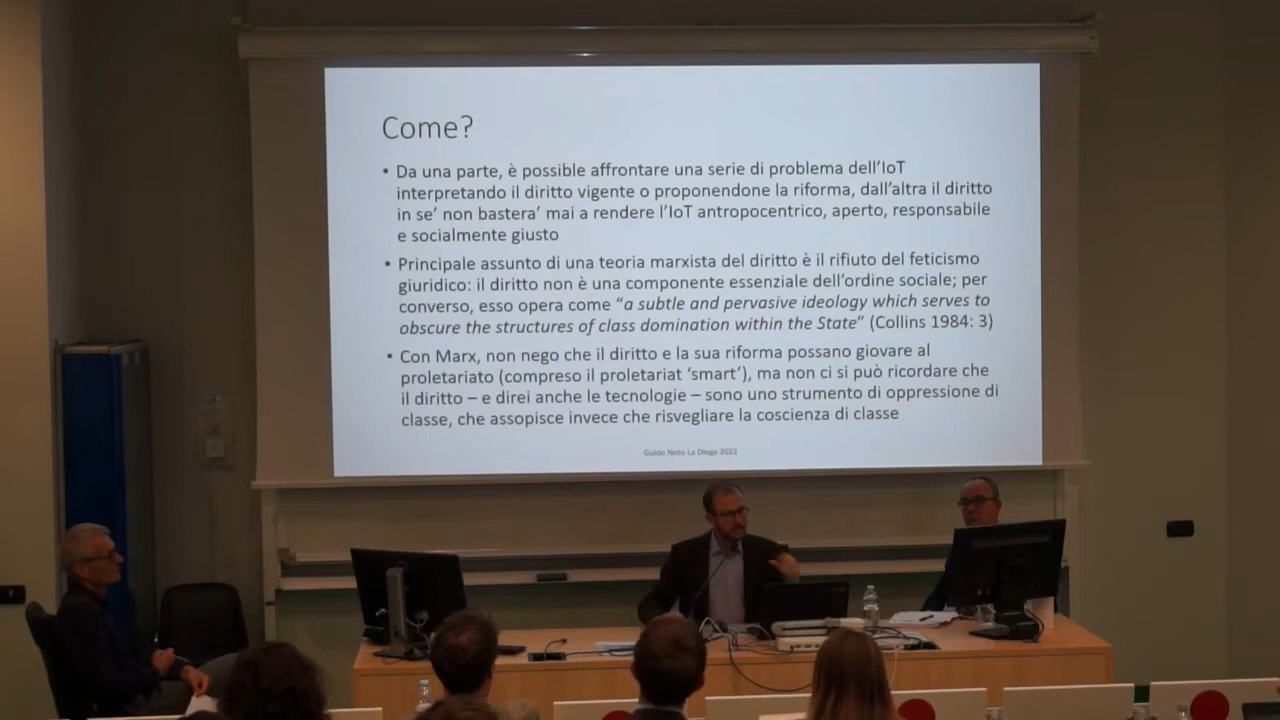 Come?
• Da una parte, è possible affrontare una serie di problema dell'IoT
interpretando il diritto vigente o proponendone la riforma, dall'altra il diritto
in se' non bastera' mai a rendere l'IoT antropocentrico, aperto, responsabile
e socialmente giusto
• Principale assunto di una teoria marxista del diritto è il rifiuto del feticismo
giuridico: il diritto non è una componente essenziale dell'ordine sociale; per
converso, esso opera come “a subtle and pervasive ideology which serves to
obscure the structures of class domination within the State” (Collins 1984: 3)
• Con Marx, non nego che il diritto e la sua riforma possano giovare al
proletariato (compreso il proletariat ‘smart’), ma non ci si può ricordare che
il diritto – e direi anche le tecnologie – sono uno strumento di oppressione di
classe, che assopisce invece che risvegliare la coscienza di classe
Guido Noto La Diega 2022